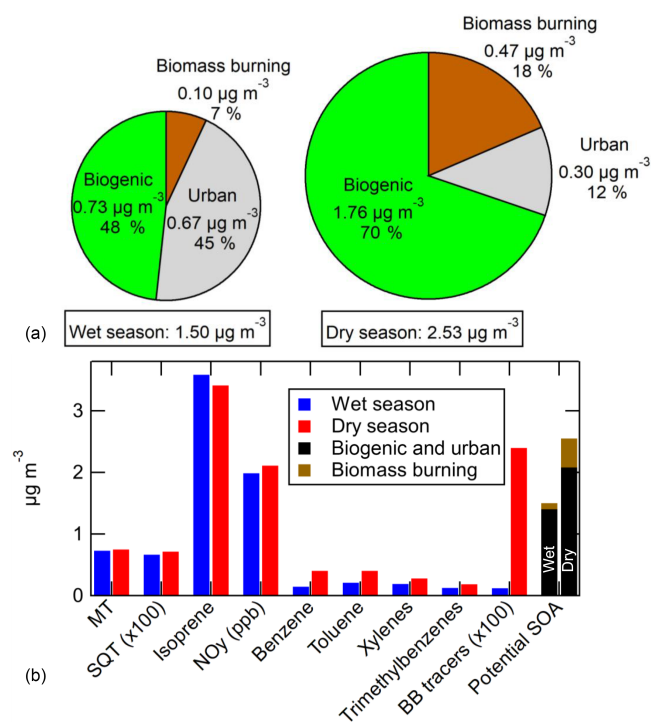 Biomass burning
0.10 µg m-3
7 %
Biogenic
0.73 µg m-3
48 %
Urban
0.67 µg m-3
45 %
Biomass burning
0.47 µg m-3
18 %
Urban
0.30 µg m-3
12 %
Biogenic
1.76 µg m-3
70 %
(a)
Wet season: 1.50 µg m-3
Dry season: 2.53 µg m-3
µg m-3
3
2
1
0
Wet season
Dry season
Biogenic and urban
Biomass burning
Wet
Dry
MT
SQT (x100)
Isoprene
NOy (ppb)
Benzene
Toluene
Xylenes
Trimethylbenzenes
BB tracers (x100)
Potential SOA
(b)